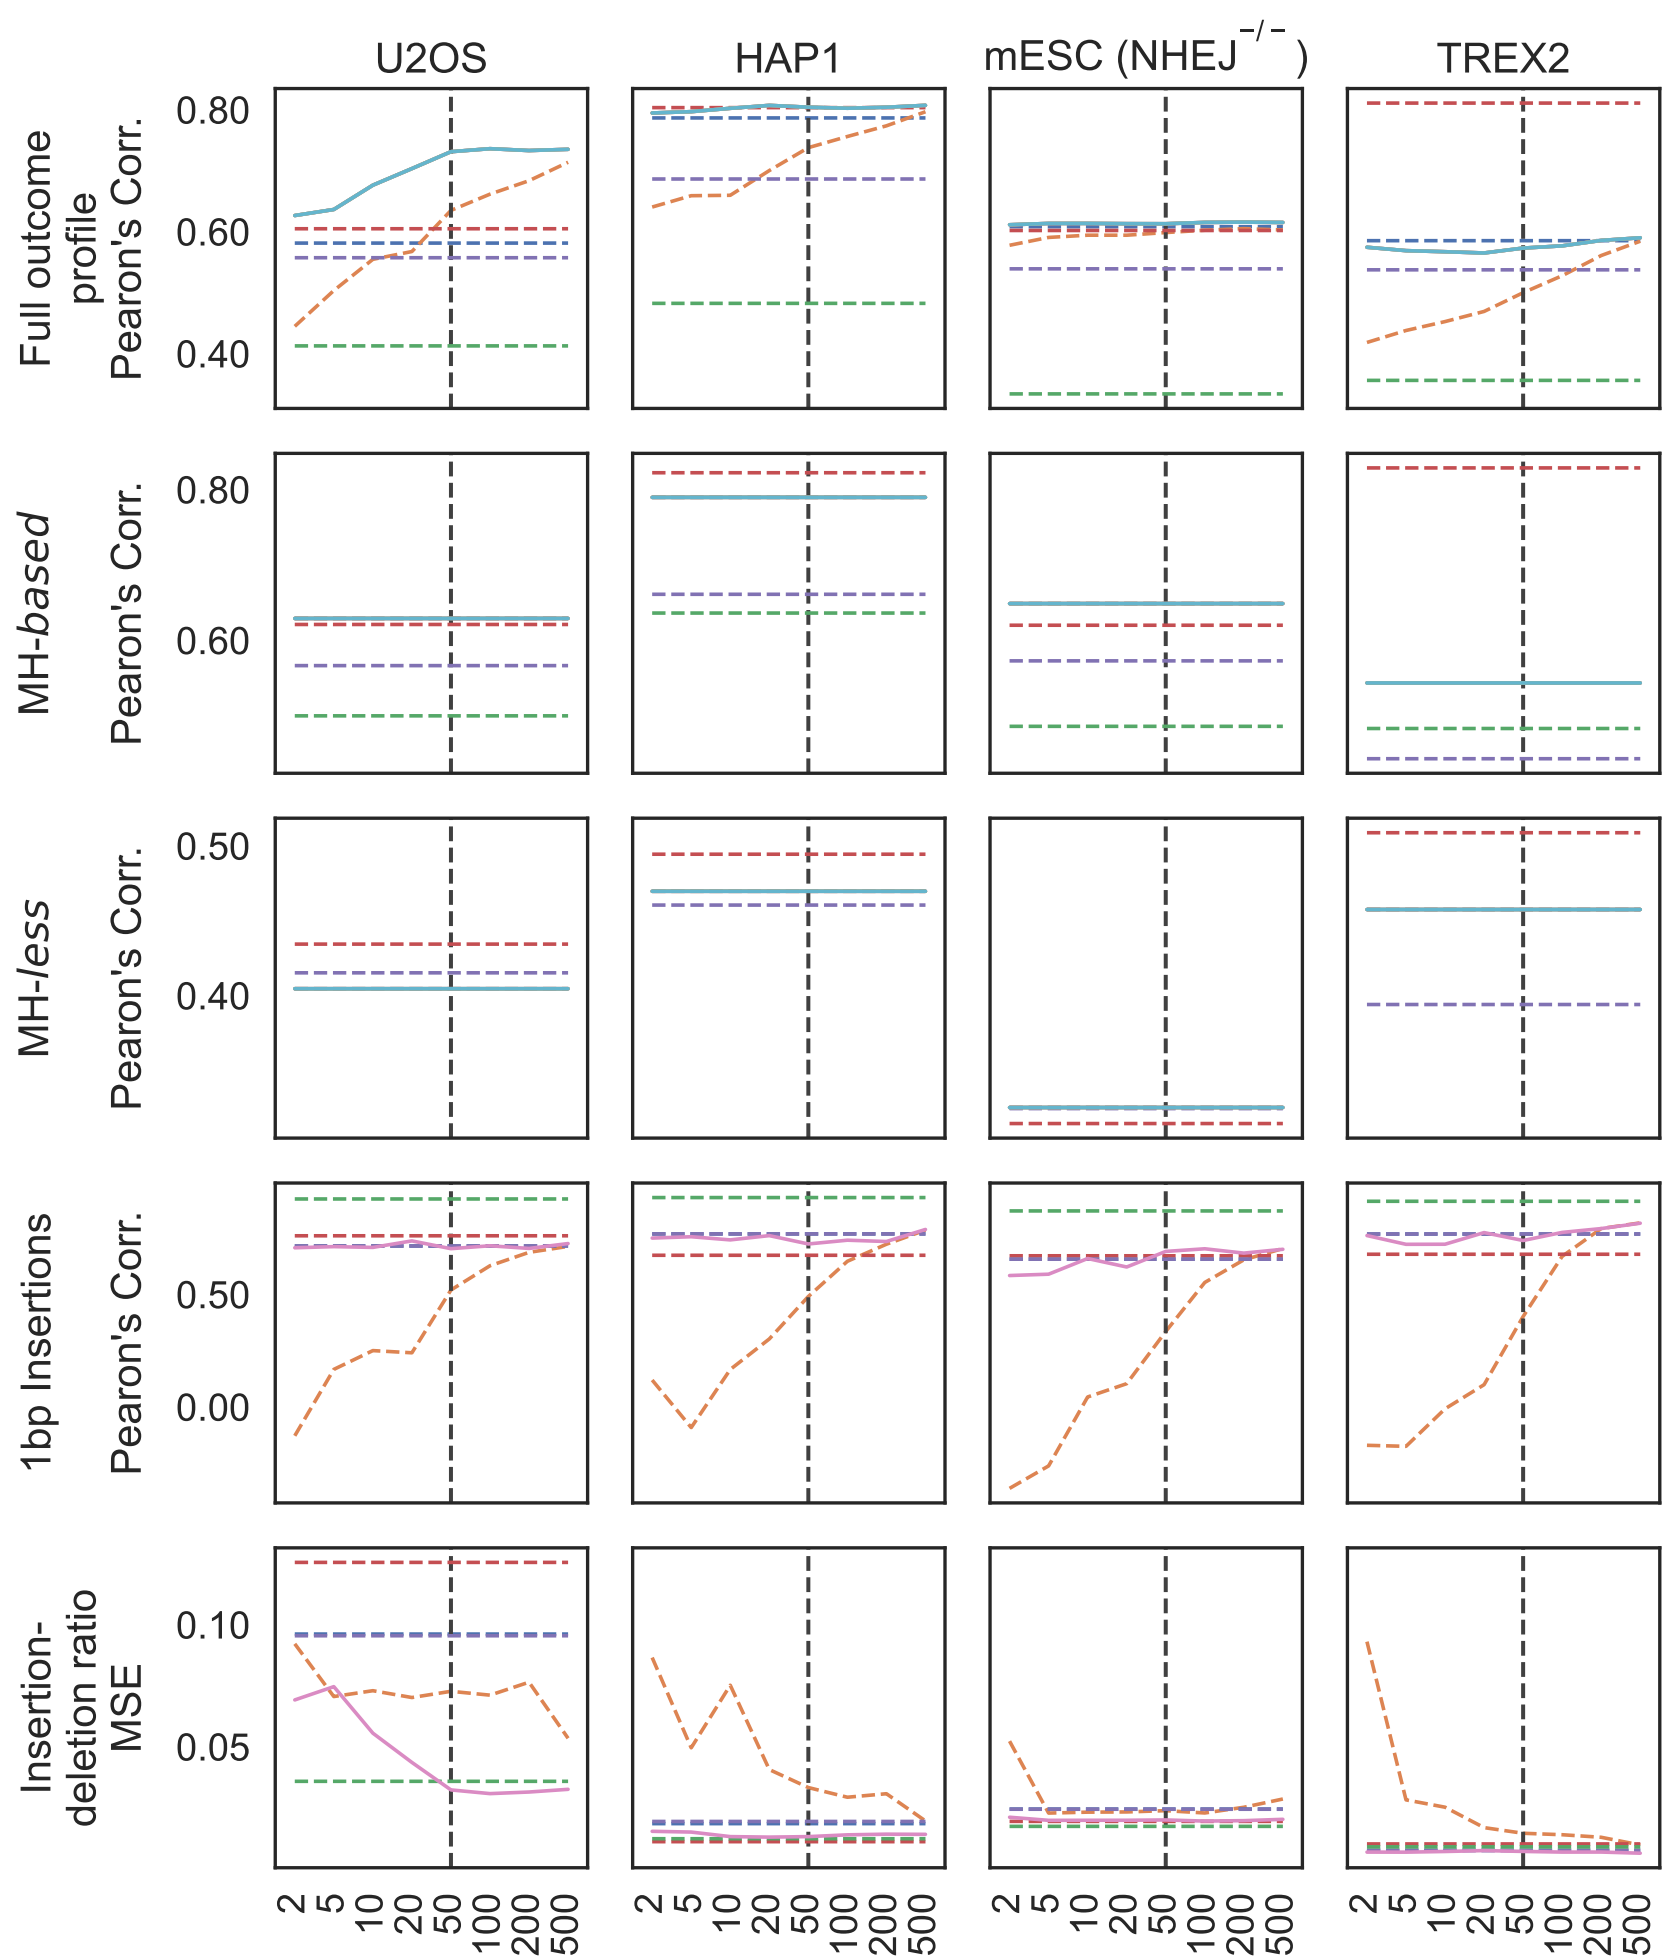 U2OS HAP1 mESC (NHEJ−/−) TREX2
Full outcome
profile
Pearon's Corr.
0.80
0.60
0.40
MH-based
Pearon's Corr.
0.80
0.60
MH-less
Pearon's Corr.
0.50
0.40
1bp Insertions
Pearon's Corr.
0.50
0.00
Insertion-
deletion ratio
MSE
0.10
0.05
2 5 10 20 50 100 200 500
2 5 10 20 50 100 200 500
2 5 10 20 50 100 200 500
2 5 10 20 50 100 200 500